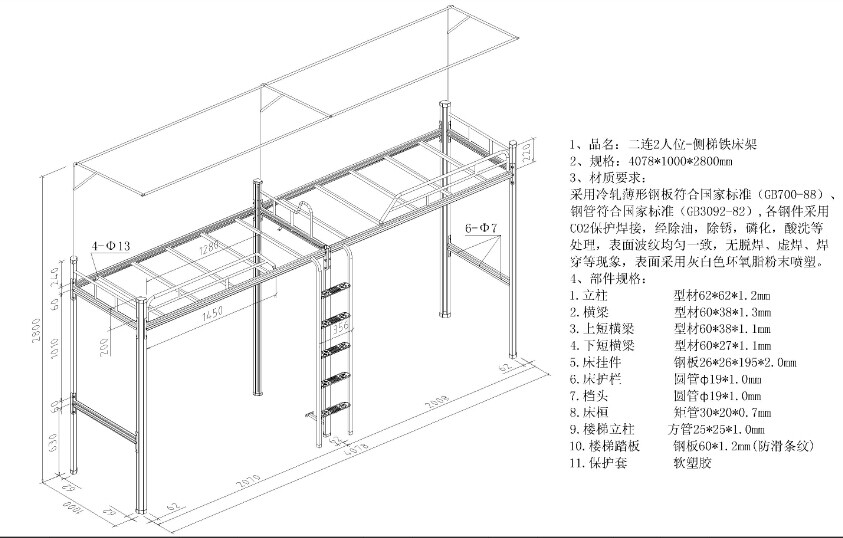 1、品名：二连2人位-侧梯铁床架
2、规格：4078*1000*2800mm
3、材质要求：
采用冷轧薄形钢板符合国家标准（GB700-88）、
钢管符合国家标准（GB3092-82）,各钢件采用
CO2保护焊接，经除油，除锈，磷化，酸洗等
处理，表面波纹均匀一致，无脱焊、虚焊、焊
穿等现象，表面采用灰白色环氧脂粉末喷塑。
4、部件规格：
1.立柱 型材62*62*1.2mm
2.横梁 型材60*38*1.3mm
3.上短横梁 型材60*38*1.1mm
4.下短横梁 型材60*27*1.1mm
5.床挂件 钢板26*26*195*2.0mm
6.床护栏 圆管φ19*1.0mm
7.档头 圆管φ19*1.0mm
8.床桓 矩管30*20*0.7mm
9.楼梯立柱 方管25*25*1.0mm
10.楼梯踏板 钢板60*1.2mm(防滑条纹)
11.保护套 软塑胶
220
4-Φ13
6-Φ7
1280
240
60
200
1450
2800
1010
356
60
62
2008
630
62
4078
2070
62
62
1000
62